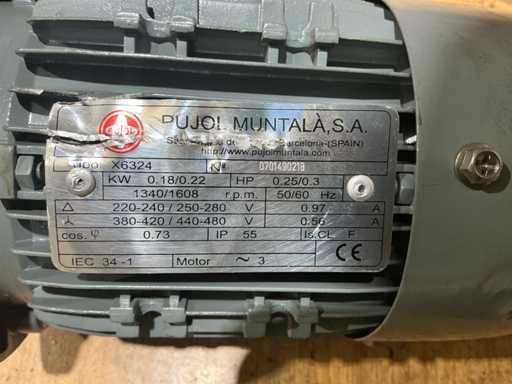 PUJOL MUNTALÀ, S.A.
Barcelona-(SPAIN)
http://www.pujolmuntala.com
X6324 Nº 0701490218
KW 0.18/0.22 HP 0.25/0.3
1340/1608 r.p.m. 50/60 Hz
△ 220-240 / 250-280 V 0.97 A
380-420 / 440-480 V 0.56 A
cos. φ 0.73 IP 55 Is.CL. F
IEC 34 -1 Motor ~ 3 CE